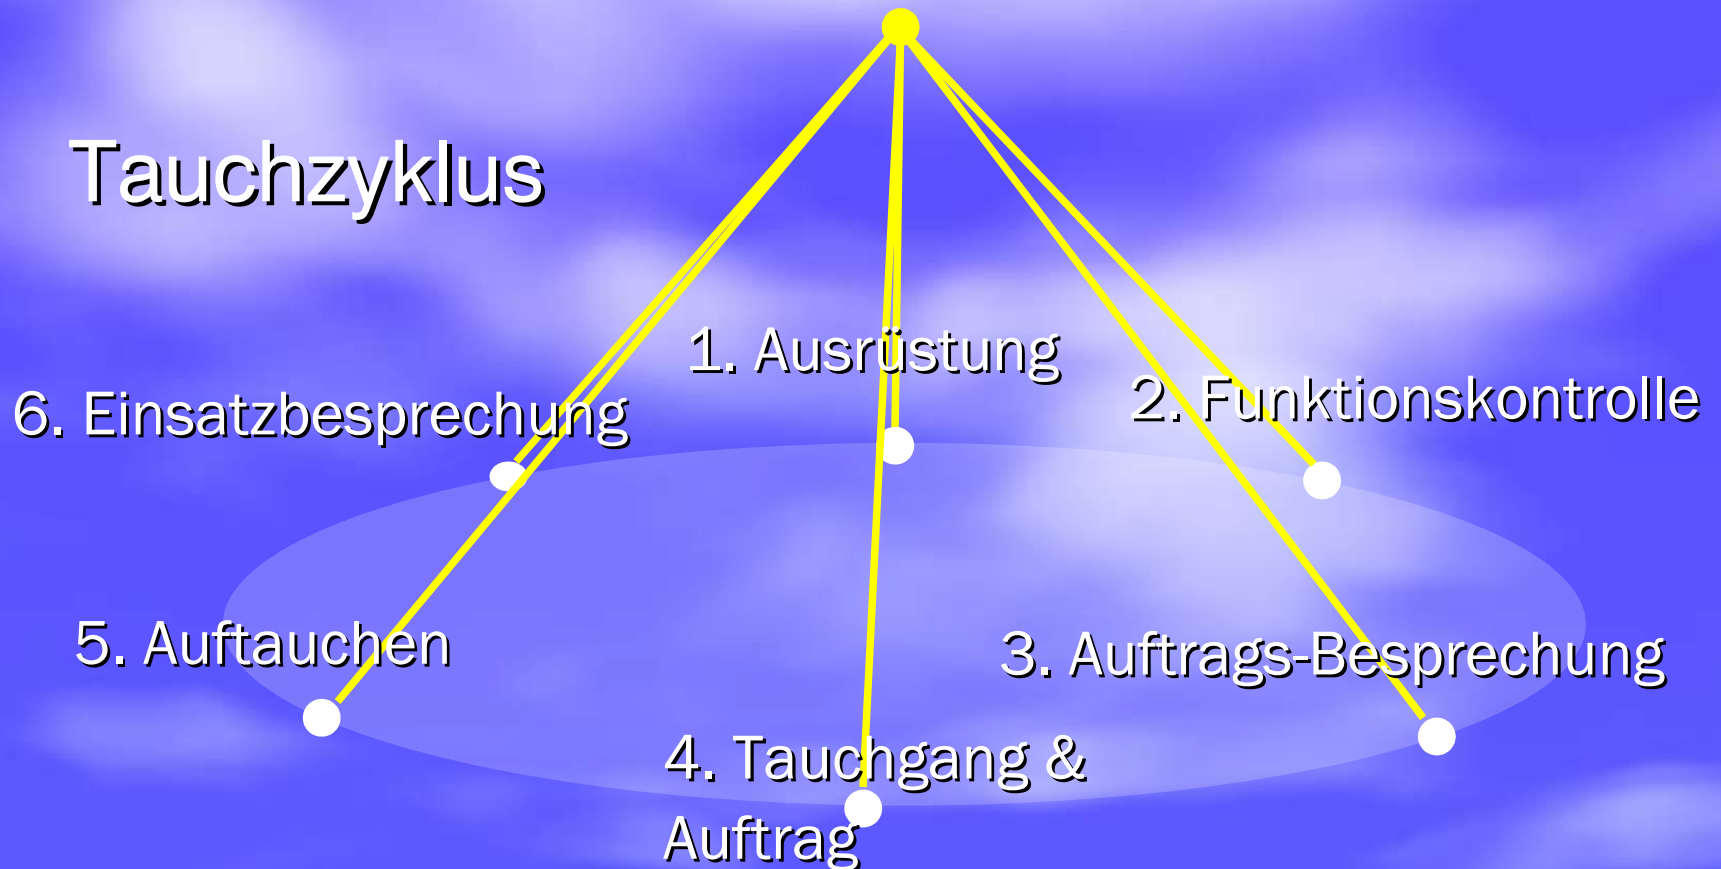 Tauchzyklus
1. Ausrüstung
2. Funktionskontrolle
3. Auftrags-Besprechung
4. Tauchgang &
Auftrag
5. Auftauchen
6. Einsatzbesprechung